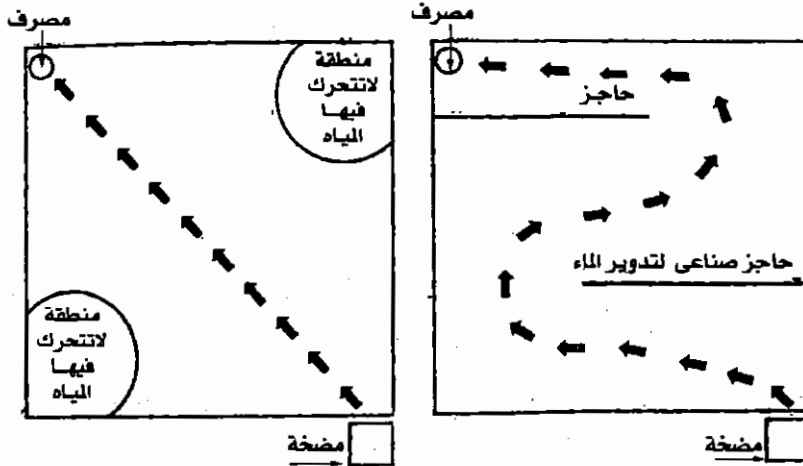 مصرف
مصرف
منطقة
لاتتحرك
فيها
المياه
حاجز
حاجز صناعى لتدوير الماء
منطقة
لاتتحرك
فيها
المياه
مضخة
مضخة